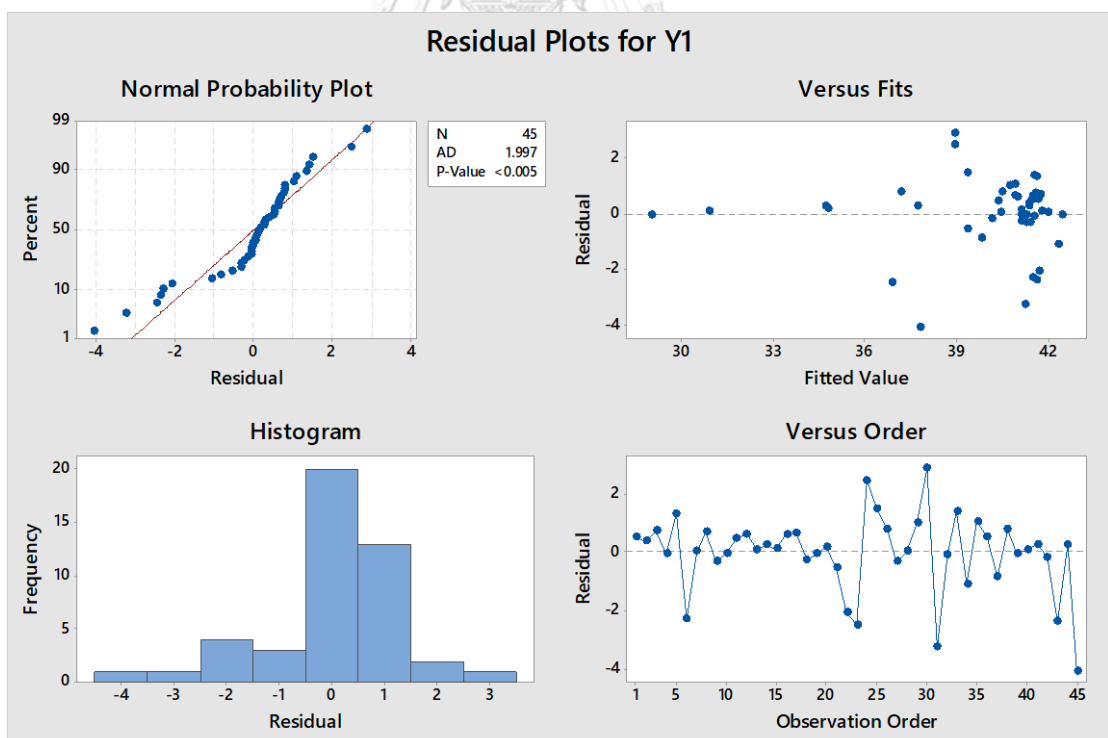 Residual Plots for Y1
Normal Probability Plot
99
90
50
10
1
Percent
-4 -2 0 2 4
Residual
N 45
AD 1.997
P-Value <0.005
Versus Fits
2
0
-2
-4
Residual
30 33 36 39 42
Fitted Value
Histogram
20
15
10
5
0
Frequency
-4 -3 -2 -1 0 1 2 3
Residual
Versus Order
2
0
-2
-4
Residual
1 5 10 15 20 25 30 35 40 45
Observation Order